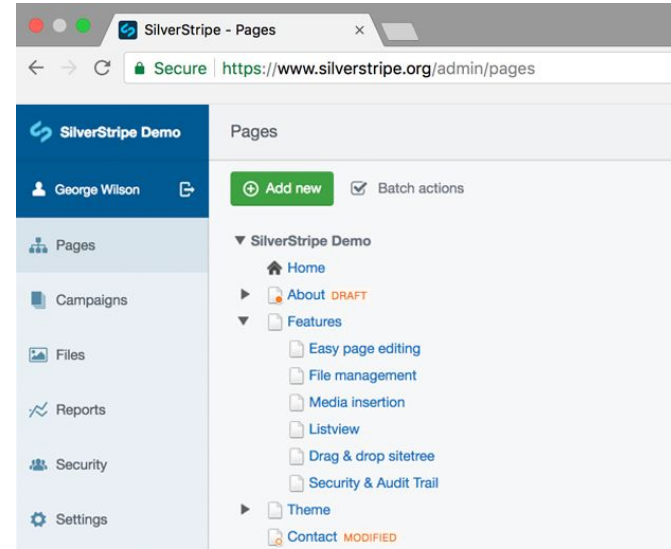 SilverStripe - Pages
Secure https://www.silverstripe.org/admin/pages
SilverStripe Demo
Pages
George Wilson
Add new
Batch actions
Pages
Campaigns
Files
Reports
Security
Settings
SilverStripe Demo
Home
About DRAFT
Features
Easy page editing
File management
Media insertion
Listview
Drag & drop sitetree
Security & Audit Trail
Theme
Contact MODIFIED